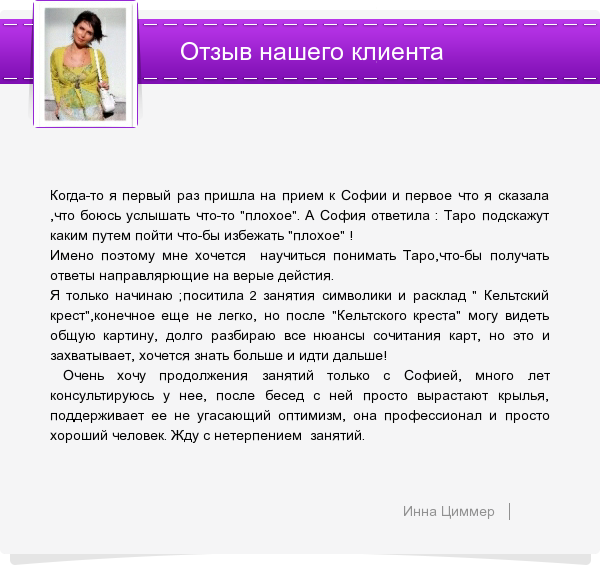 Отзыв нашего клиента
Когда-то я первый раз пришла на прием к Софии и первое что я сказала
,что боюсь услышать что-то "плохое". А София ответила : Таро подскажут
каким путем пойти что-бы избежать "плохое" !
Имено поэтому мне хочется научиться понимать Таро,что-бы получать
ответы направлярющие на верые дейстия.
Я только начинаю ;поситила 2 занятия символики и расклад " Кельтский
крест",конечное еще не легко, но после "Кельтского креста" могу видеть
общую картину, долго разбираю все нюансы сочитания карт, но это и
захватывает, хочется знать больше и идти дальше!
Очень хочу продолжения занятий только с Софией, много лет
консультируюсь у нее, после бесед с ней просто вырастают крылья,
поддерживает ее не угасающий оптимизм, она профессионал и просто
хороший человек. Жду с нетерпением занятий.
Инна Циммер